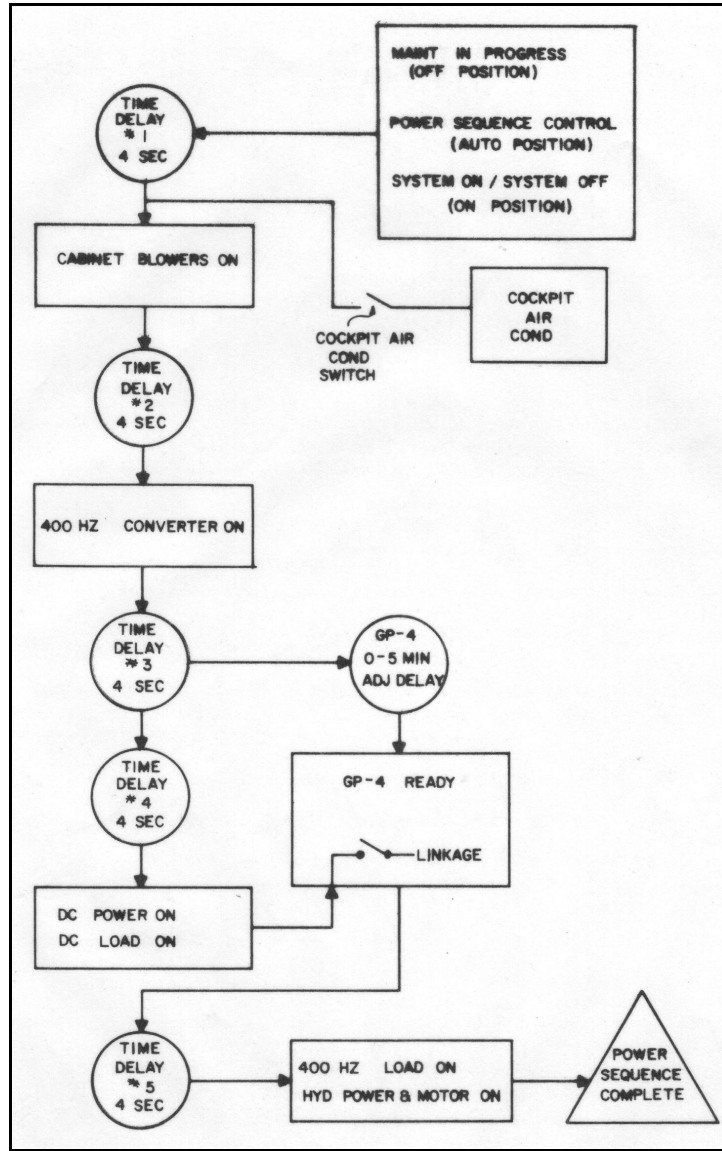 MAINT IN PROGRESS
(OFF POSITION)
POWER SEQUENCE CONTROL
(AUTO POSITION)
SYSTEM ON / SYSTEM OFF
(ON POSITION)
TIME
DELAY
#1
4 SEC
CABINET BLOWERS ON
COCKPIT AIR
COND
SWITCH
COCKPIT
AIR
COND
TIME
DELAY
#2
4 SEC
400 HZ CONVERTER ON
TIME
DELAY
#3
4 SEC
GP-4
0-5 MIN
ADJ DELAY
TIME
DELAY
#4
4 SEC
GP-4 READY
LINKAGE
DC POWER ON
DC LOAD ON
TIME
DELAY
#5
4 SEC
400 HZ LOAD ON
HYD POWER & MOTOR ON
POWER
SEQUENCE
COMPLETE